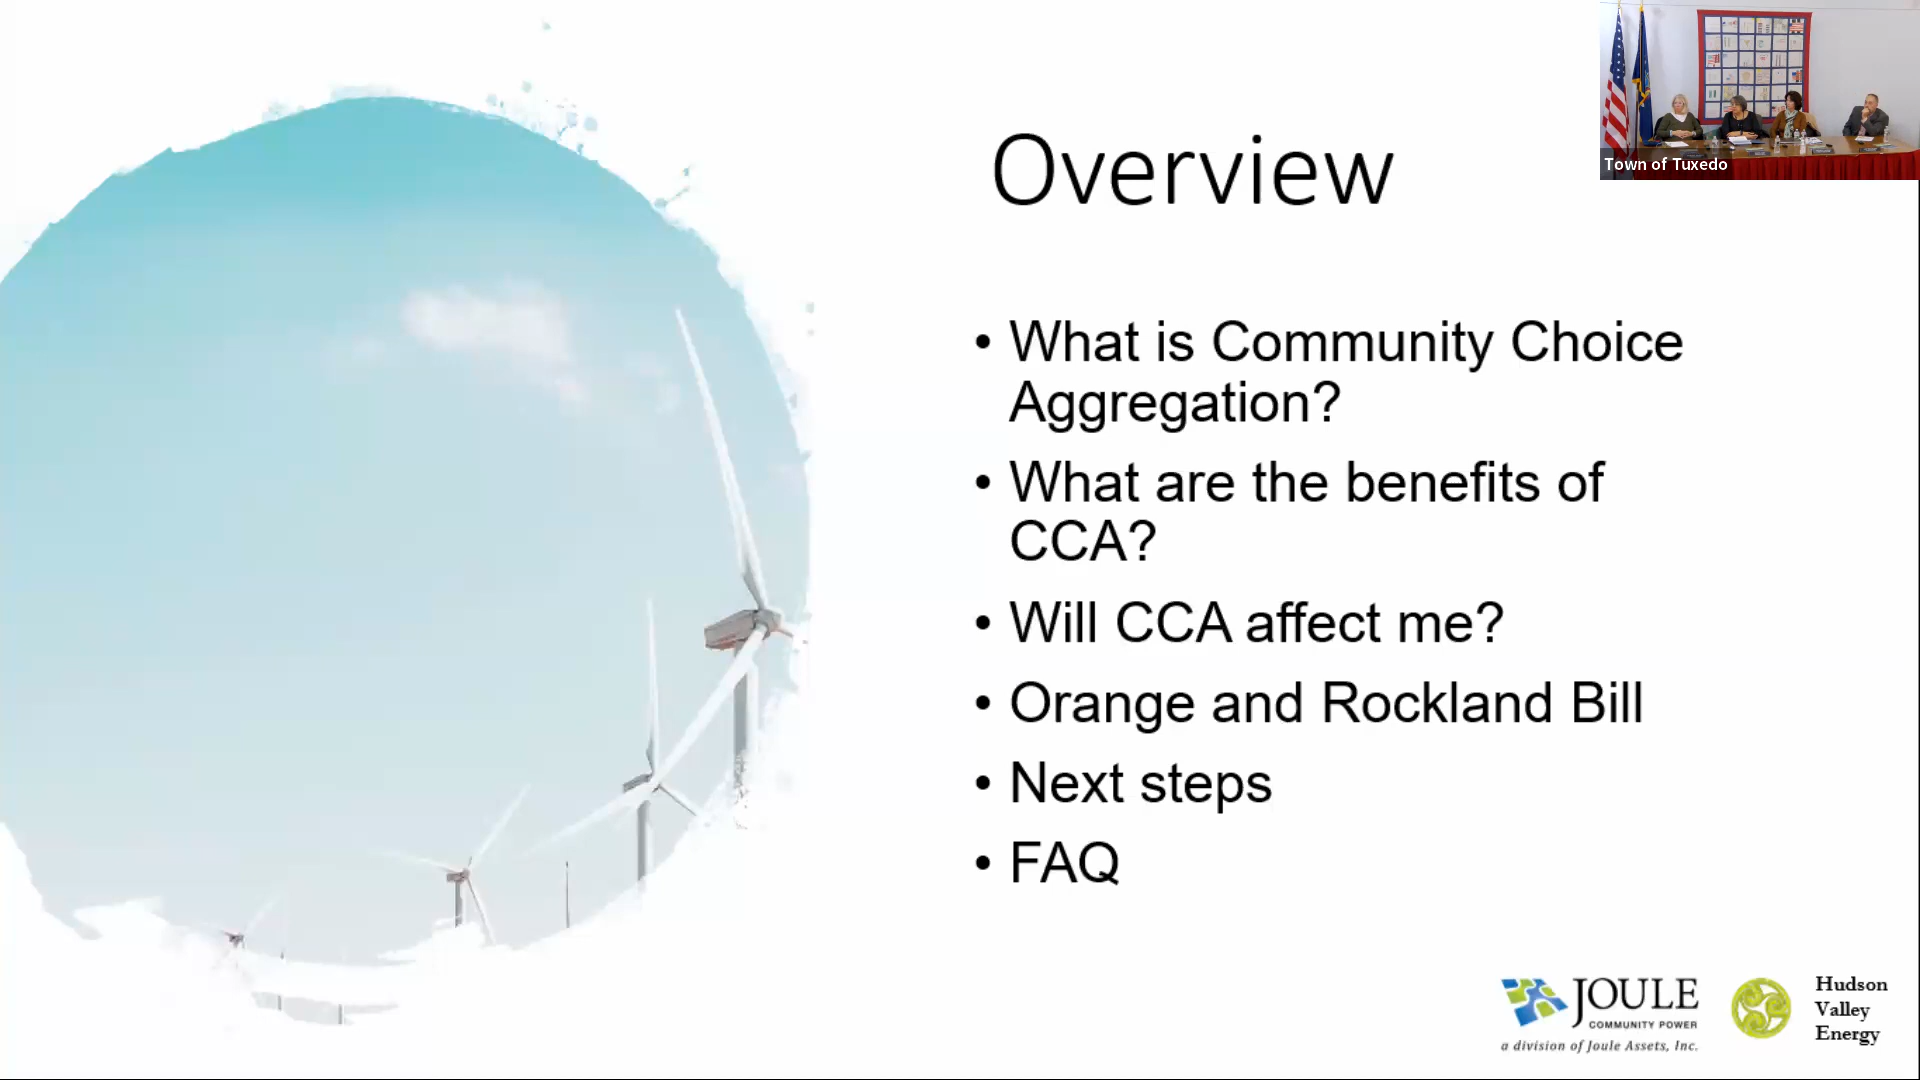 Overview
Town of Tuxedo
• What is Community Choice
Aggregation?
• What are the benefits of
CCA?
• Will CCA affect me?
• Orange and Rockland Bill
• Next steps
• FAQ
JOULE
COMMUNITY POWER
a division of Joule Assets, Inc.
Hudson
Valley
Energy